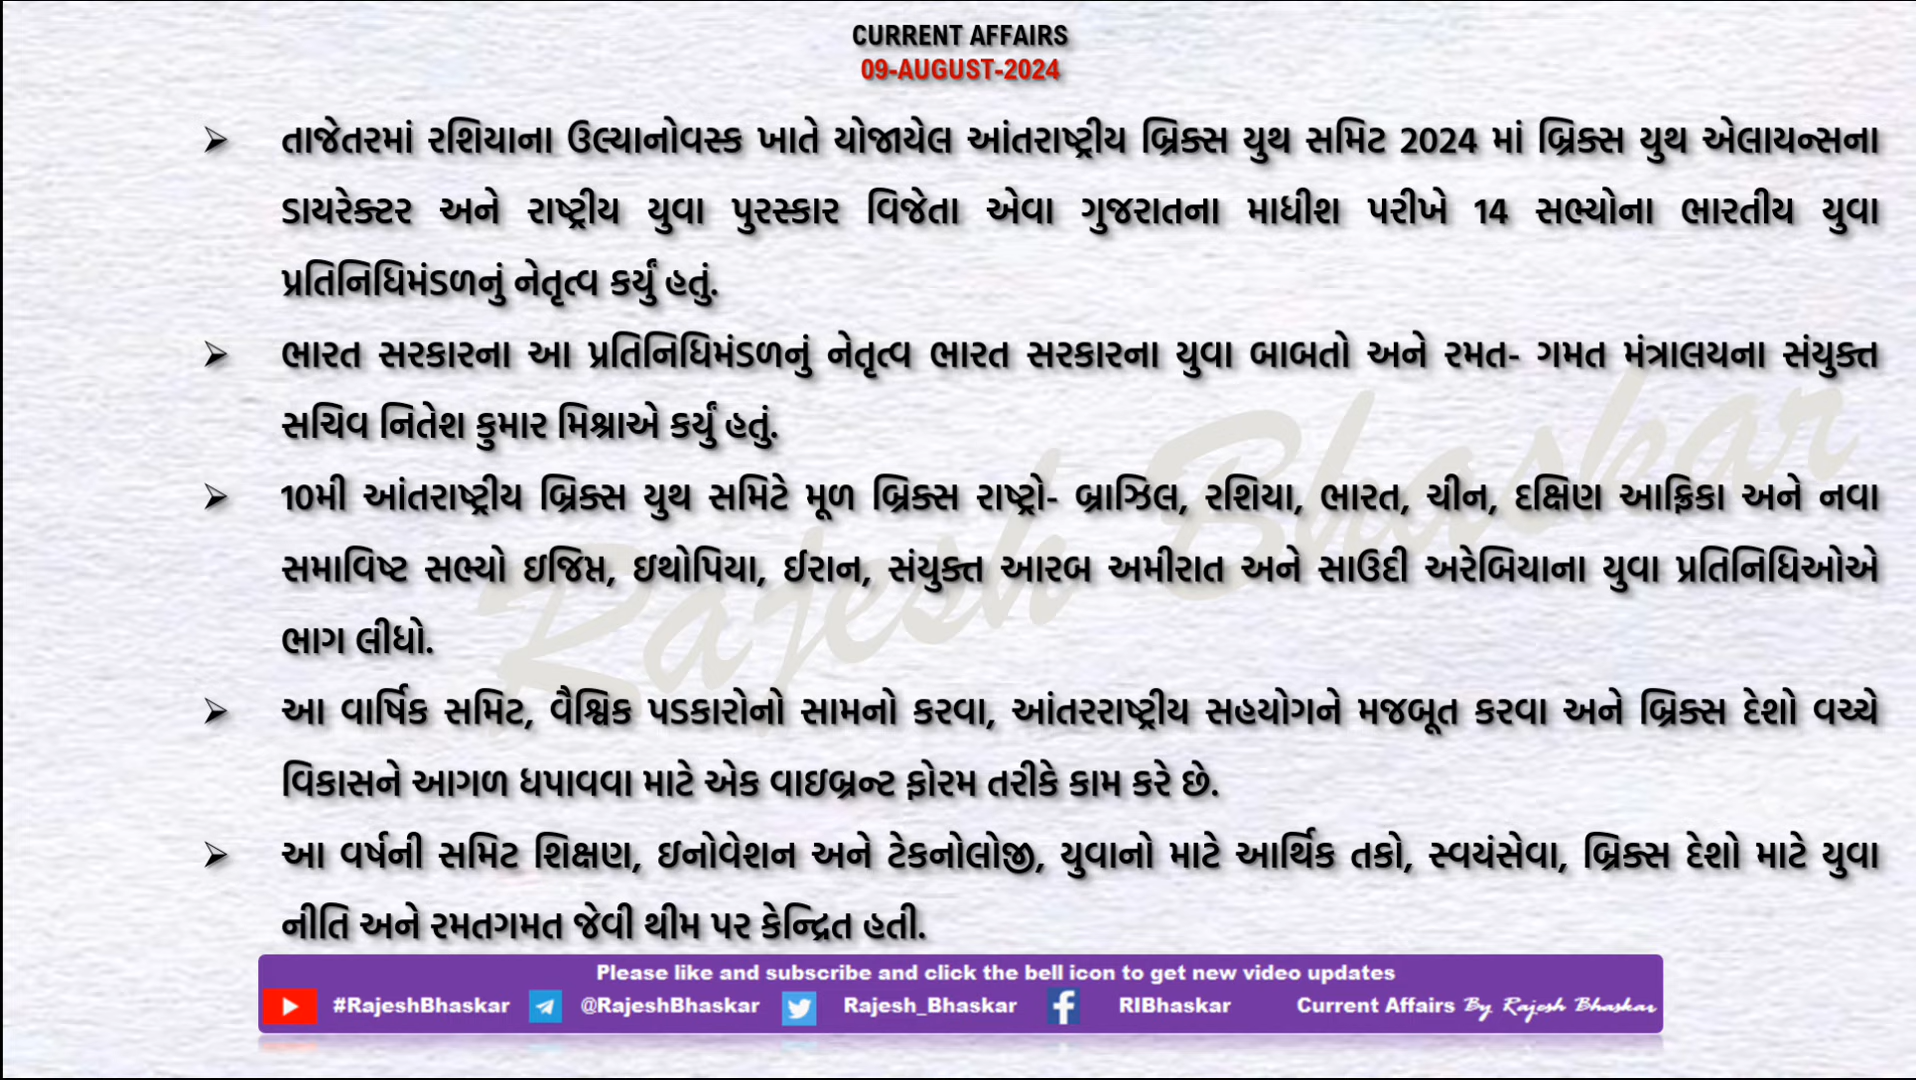 CURRENT AFFAIRS
09-AUGUST-2024
➢ તાજેતરમાં રશિયાના ઉલ્યાનોવસ્ક ખાતે યોજાયેલ આંતરાષ્ટ્રીય બ્રિક્સ યુથ સમિટ 2024 માં બ્રિક્સ યુથ એલાયન્સના
ડાયરેક્ટર અને રાષ્ટ્રીય યુવા પુરસ્કાર વિજેતા એવા ગુજરાતના માધીશ પરીખે 14 સભ્યોના ભારતીય યુવા
પ્રતિનિધિમંડળનું નેતૃત્વ કર્યું હતું.
➢ ભારત સરકારના આ પ્રતિનિધિમંડળનું નેતૃત્વ ભારત સરકારના યુવા બાબતો અને રમત- ગમત મંત્રાલયના સંયુક્ત
સચિવ નિતેશ કુમાર મિશ્રાએ કર્યું હતું.
➢ 10મી આંતરાષ્ટ્રીય બ્રિક્સ યુથ સમિટે મૂળ બ્રિક્સ રાષ્ટ્રો- બ્રાઝિલ, રશિયા, ભારત, ચીન, દક્ષિણ આફ્રિકા અને નવા
સમાવિષ્ટ સભ્યો ઇજિપ્ત, ઇથોપિયા, ઈરાન, સંયુક્ત આરબ અમીરાત અને સાઉદી અરેબિયાના યુવા પ્રતિનિધિઓએ
ભાગ લીધો.
➢ આ વાર્ષિક સમિટ, વૈશ્વિક પડકારોનો સામનો કરવા, આંતરરાષ્ટ્રીય સહયોગને મજબૂત કરવા અને બ્રિક્સ દેશો વચ્ચે
વિકાસને આગળ ધપાવવા માટે એક વાઇબ્રન્ટ ફોરમ તરીકે કામ કરે છે.
➢ આ વર્ષની સમિટ શિક્ષણ, ઇનોવેશન અને ટેકનોલોજી, યુવાનો માટે આર્થિક તકો, સ્વયંસેવા, બ્રિક્સ દેશો માટે યુવા
નીતિ અને રમતગમત જેવી થીમ પર કેન્દ્રિત હતી.
Rajesh Bhaskar
Please like and subscribe and click the bell icon to get new video updates
#RajeshBhaskar @RajeshBhaskar Rajesh_Bhaskar RIBhaskar Current Affairs By Rajesh Bhaskar